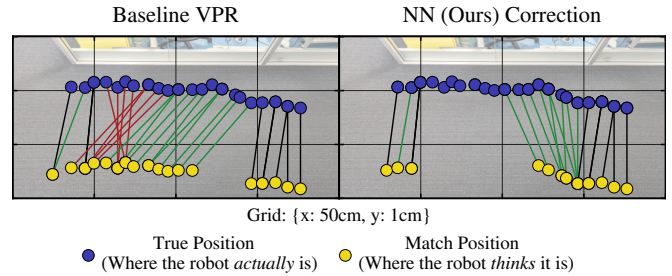 Baseline VPR
NN (Ours) Correction
Grid: {x: 50cm, y: 1cm}
True Position
(Where the robot actually is)
Match Position
(Where the robot thinks it is)